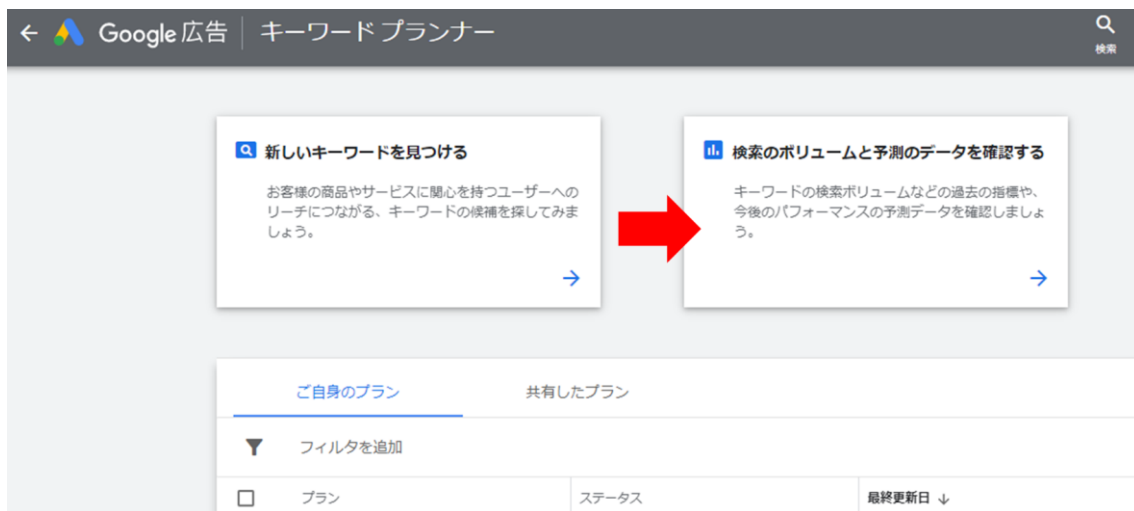 Google 広告 キーワード プランナー
検索
新しいキーワードを見つける
お客様の商品やサービスに関心を持つユーザーへの
リーチにつながる、キーワードの候補を探してみま
しょう。
検索のボリュームと予測のデータを確認する
キーワードの検索ボリュームなどの過去の指標や、
今後のパフォーマンスの予測データを確認しましょ
う。
ご自身のプラン 共有したプラン
フィルタを追加
プラン ステータス 最終更新日